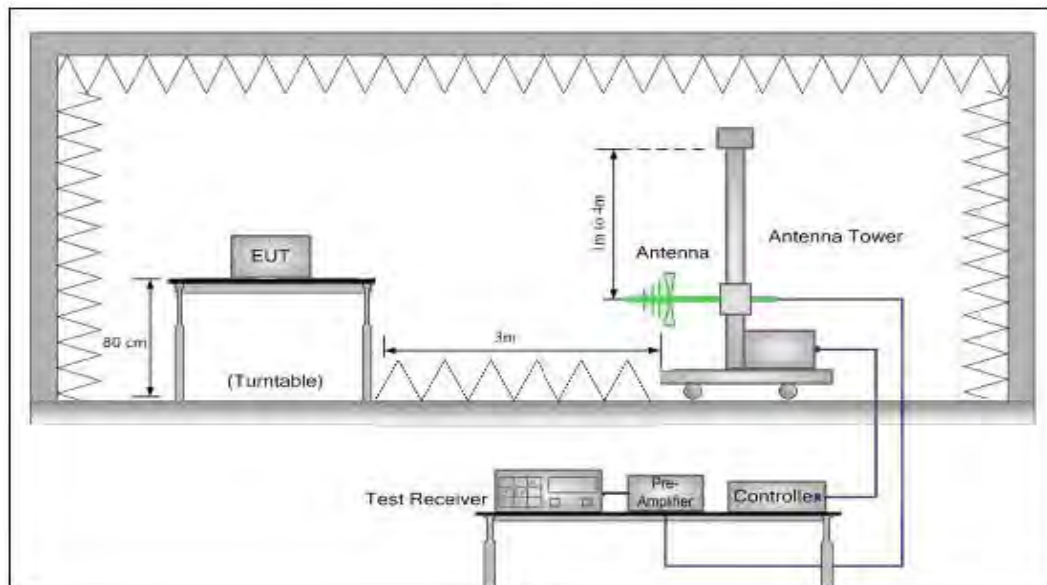 1m to 4m
Antenna
Antenna Tower
EUT
3m
80 cm
(Turntable)
Test Receiver
Pre-
Amplifier
Controller